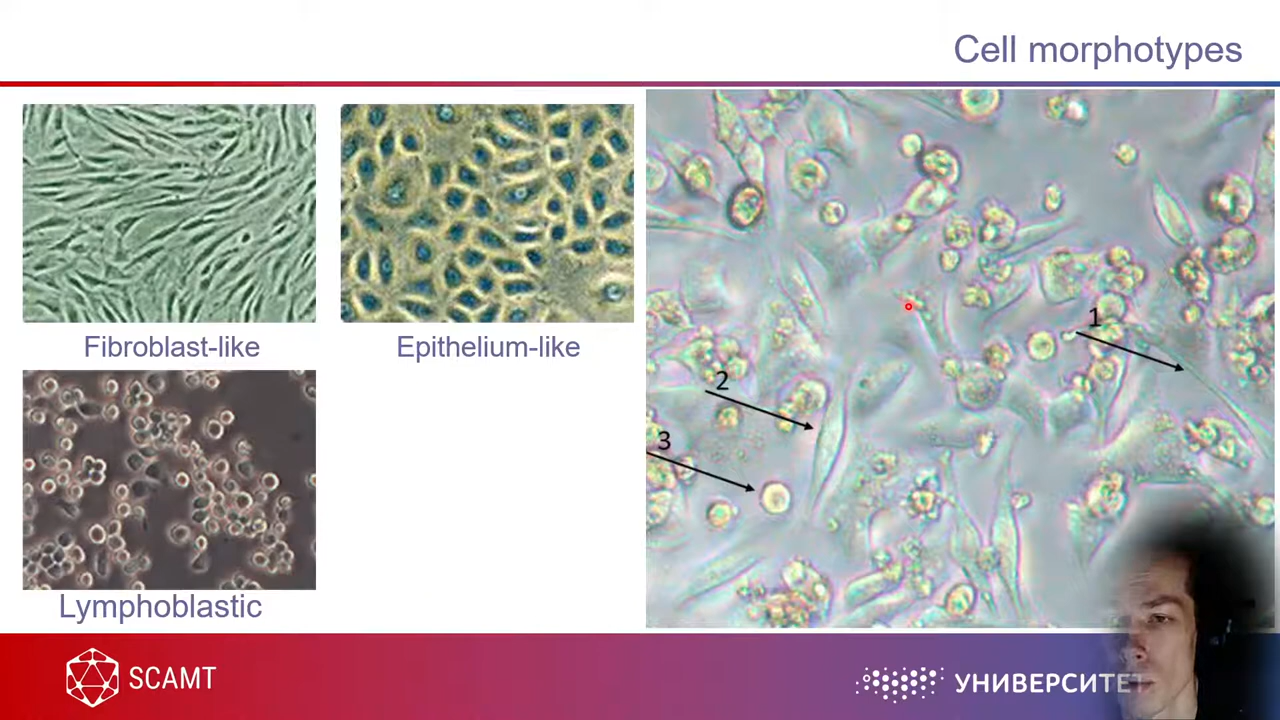 Cell morphotypes
Fibroblast-like
Epithelium-like
Lymphoblastic
1
2
3
SCAMT
УНИВЕРСИТЕТ